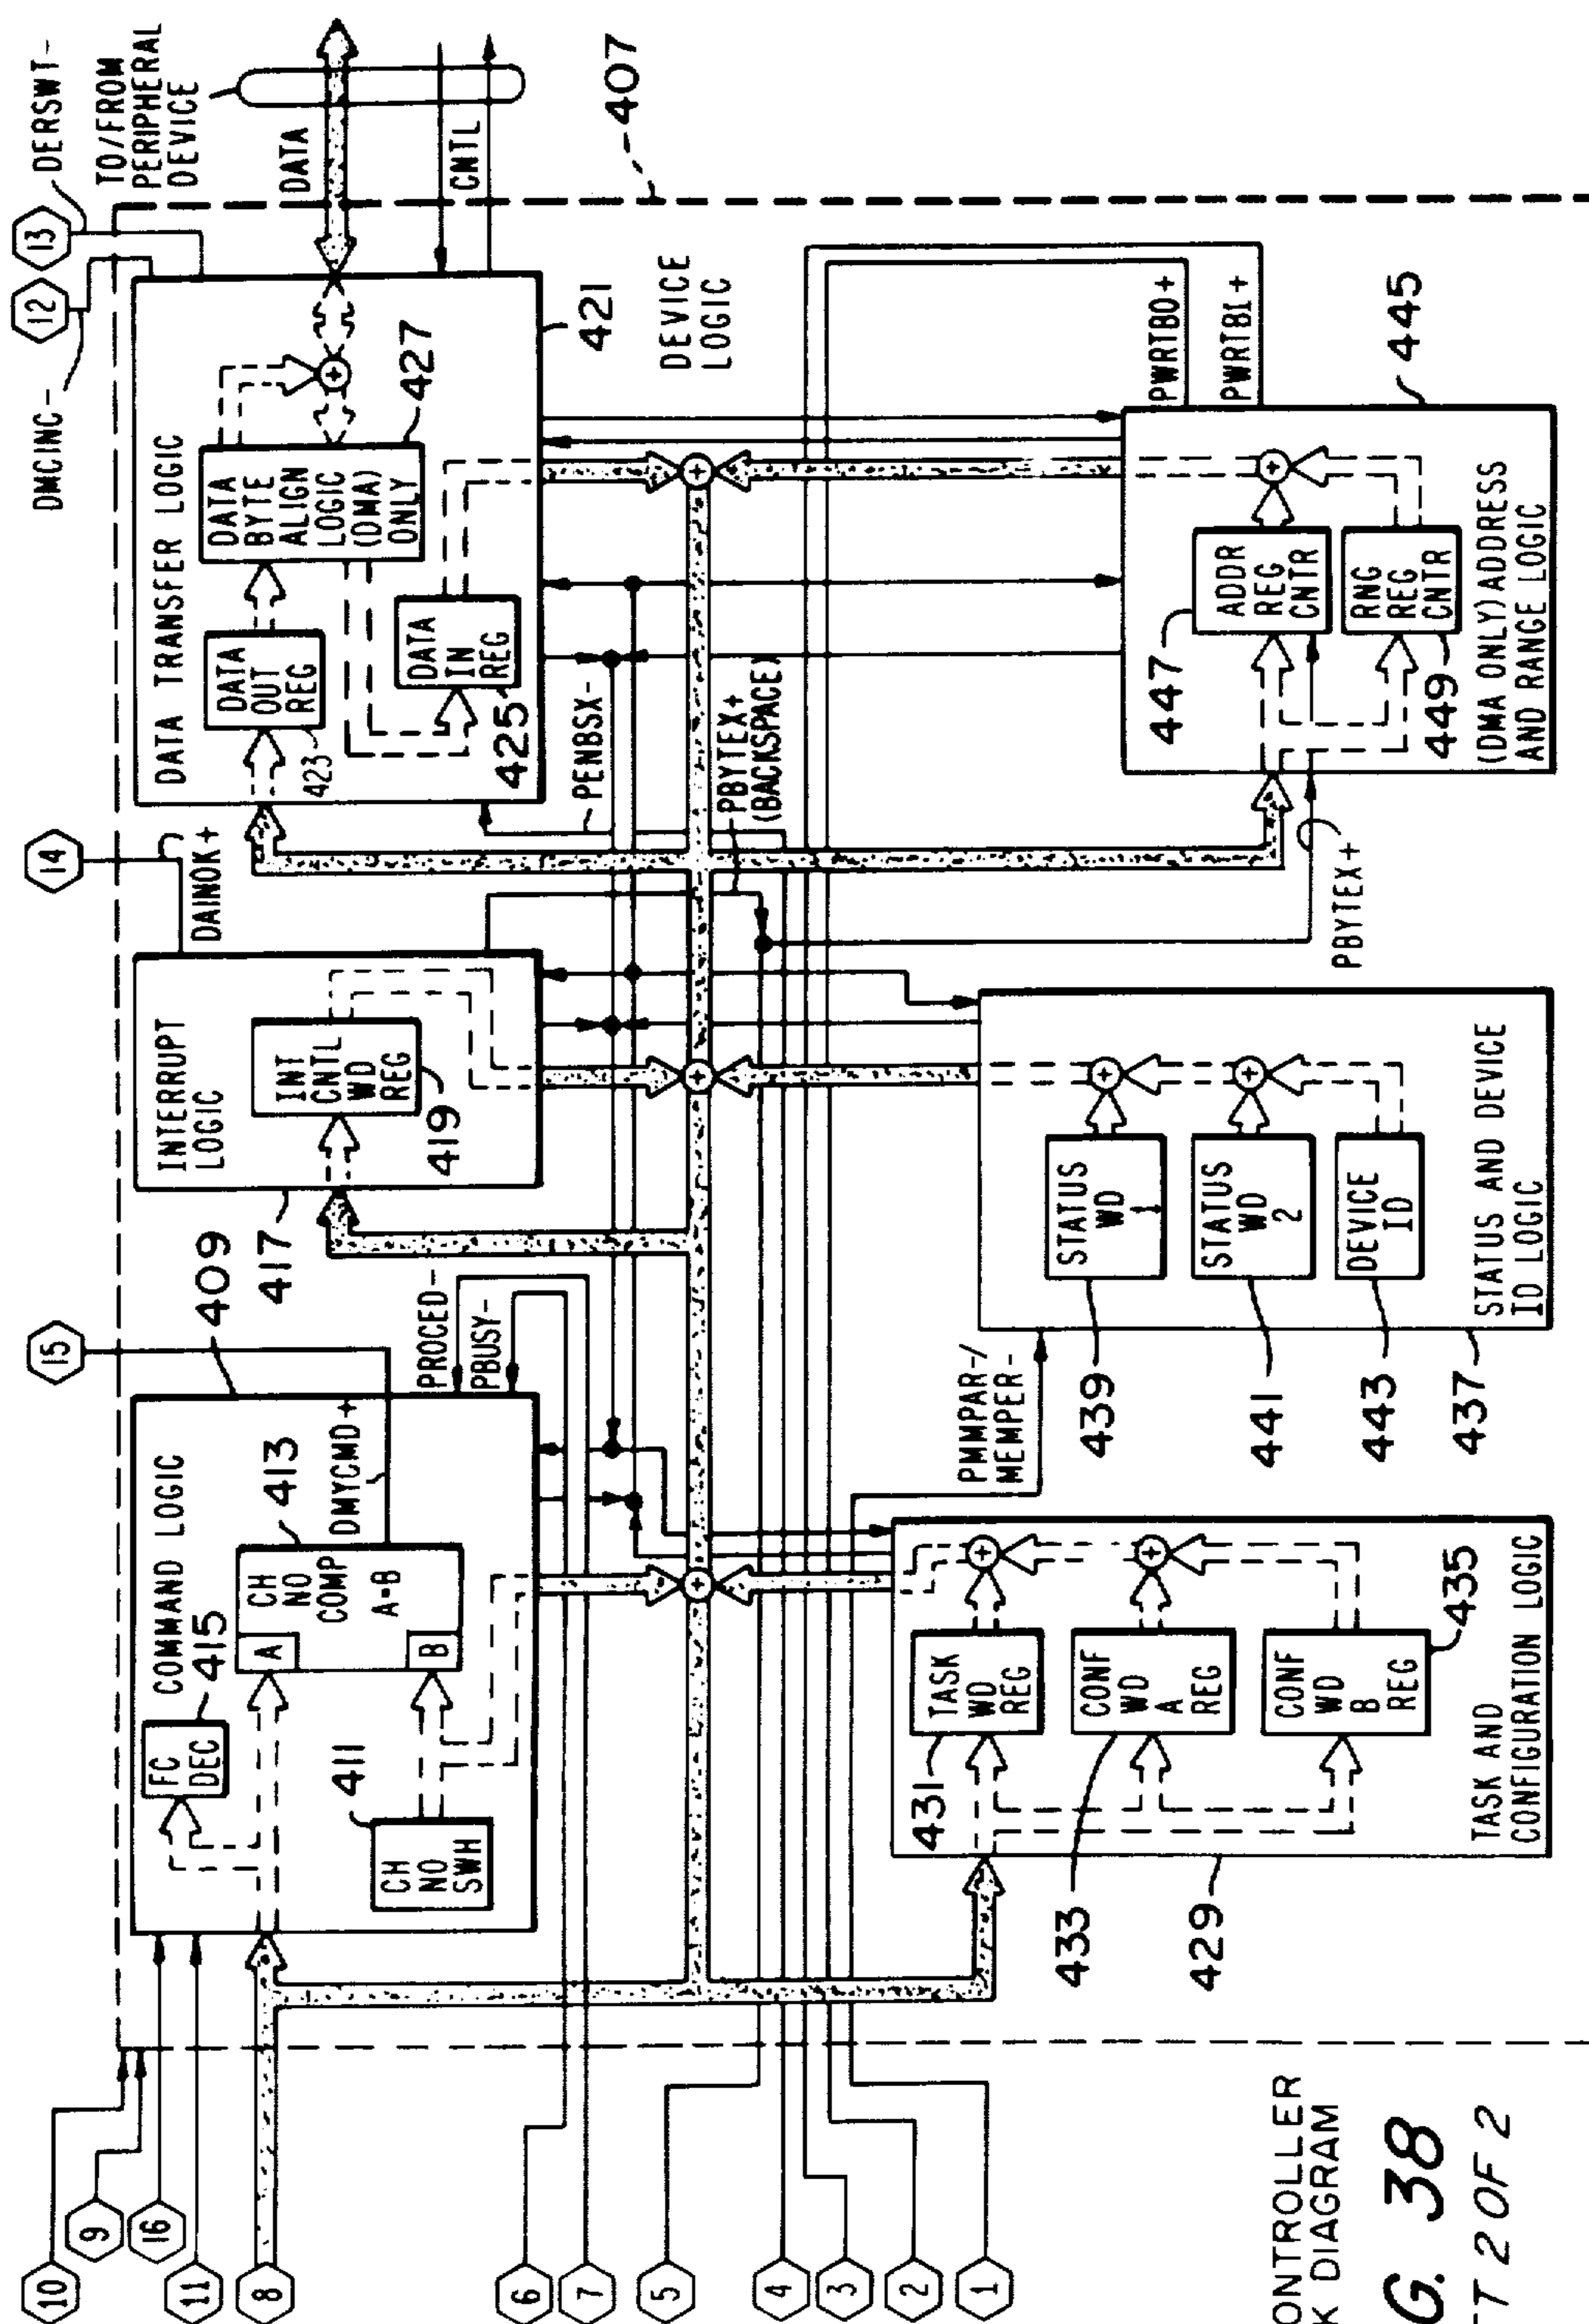 DMCINC-
12
13
DERSWT-
TO/FROM
PERIPHERAL
DEVICE
DATA
CNTL
407
DATA TRANSFER LOGIC
DATA
OUT
REG
423
DATA
BYTE
ALIGN
LOGIC
(DMA)
ONLY
427
DATA
IN
REG
425
421
DEVICE
LOGIC
14
DAINOK+
INTERRUPT
LOGIC
INT
CNTL
WD
REG
419
417
PENBSX-
PBYTEX+
(BACKSPACE)
PBYTEX+
PWRTB0+
PWRTB1+
445
447
ADDR
REG
CNTR
RNG
REG
CNTR
449
(DMA ONLY) ADDRESS
AND RANGE LOGIC
15
409
COMMAND LOGIC
FC
DEC
415
413
A
CH
NO
COMP
A=B
B
DMYCMD+
411
CH
NO
SWH
PROCED-
PBUSY-
PMMPAR-/
MEMPER-
STATUS
WD
1
439
STATUS
WD
2
441
DEVICE
ID
443
437
STATUS AND DEVICE
ID LOGIC
431
TASK
WD
REG
433
CONF
WD
A
REG
CONF
WD
B
REG
435
429
TASK AND
CONFIGURATION LOGIC
10
9
16
11
8
6
7
5
4
3
2
1
ONTROLLER
K DIAGRAM
G. 38
T 2 OF 2